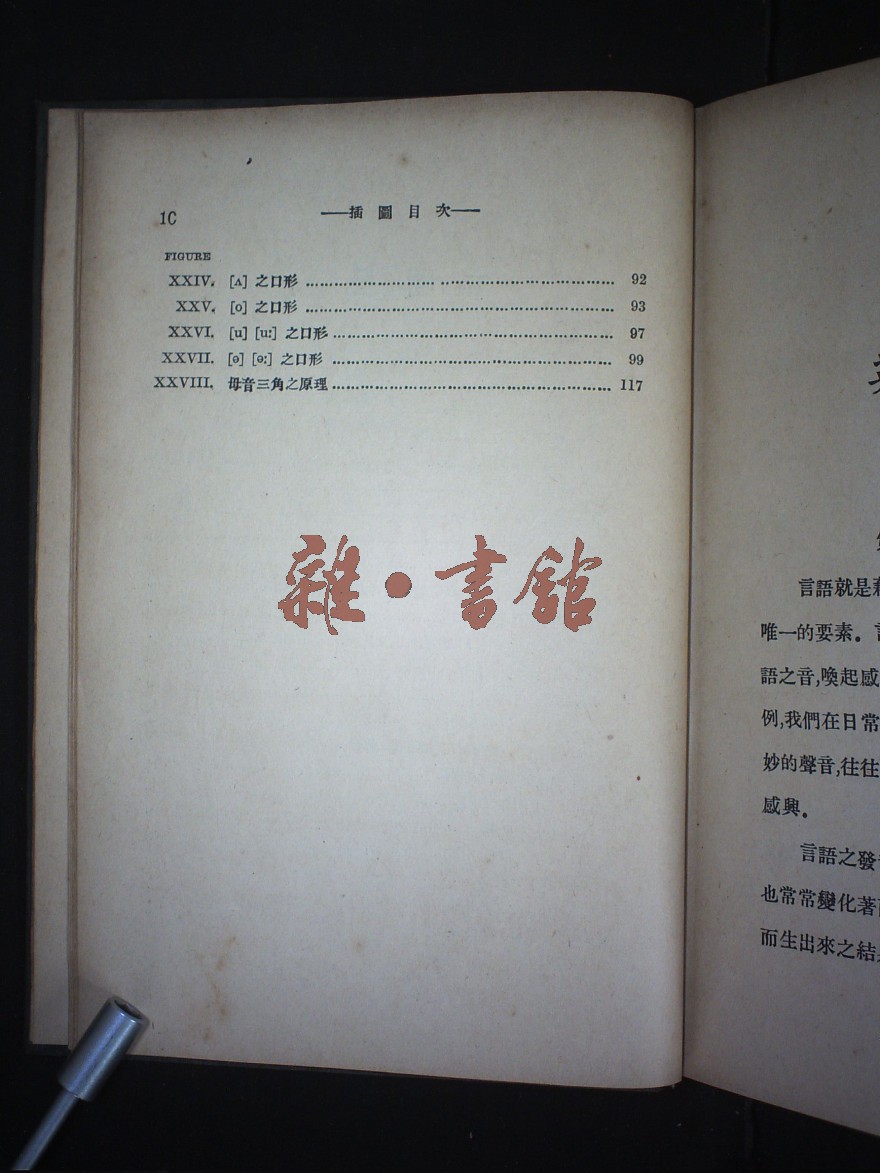 1C
——插圖目次——
FIGURE
XXIV. [ʌ] 之口形 ........................................................ 92
XXV. [o] 之口形 ........................................................ 93
XXVI. [u] [uː] 之口形 ........................................................ 97
XXVII. [ə] [əː] 之口形 ........................................................ 99
XXVIII. 母音三角之原理 ........................................................ 117
雜・書館
言語就是
唯一的要素。
語之音,喚起感
例,我們在日常
妙的聲音,往往
感興。
言語之發
也常常變化著
而生出來之結